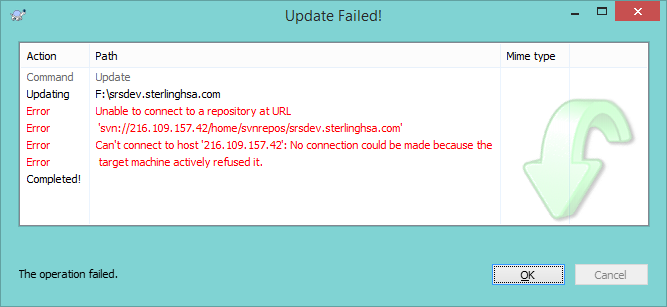 Update Failed!
Action Path Mime type
Command Update
Updating F:\srsdev.sterlinghsa.com
Error Unable to connect to a repository at URL
Error 'svn://216.109.157.42/home/svnrepos/srsdev.sterlinghsa.com'
Error Can't connect to host '216.109.157.42': No connection could be made because the
Error target machine actively refused it.
Completed!
The operation failed.
OK Cancel